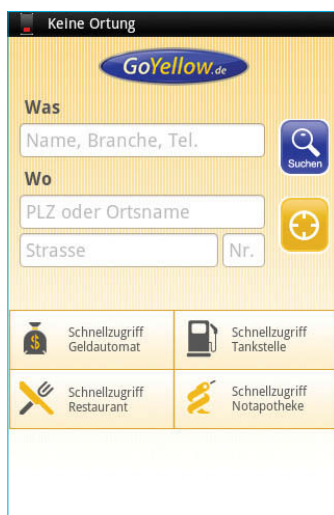 Keine Ortung
GoYellow.de
Was
Name, Branche, Tel.
Suchen
Wo
PLZ oder Ortsname
Strasse
Nr.
Schnellzugriff
Geldautomat
Schnellzugriff
Tankstelle
Schnellzugriff
Restaurant
Schnellzugriff
Notapotheke